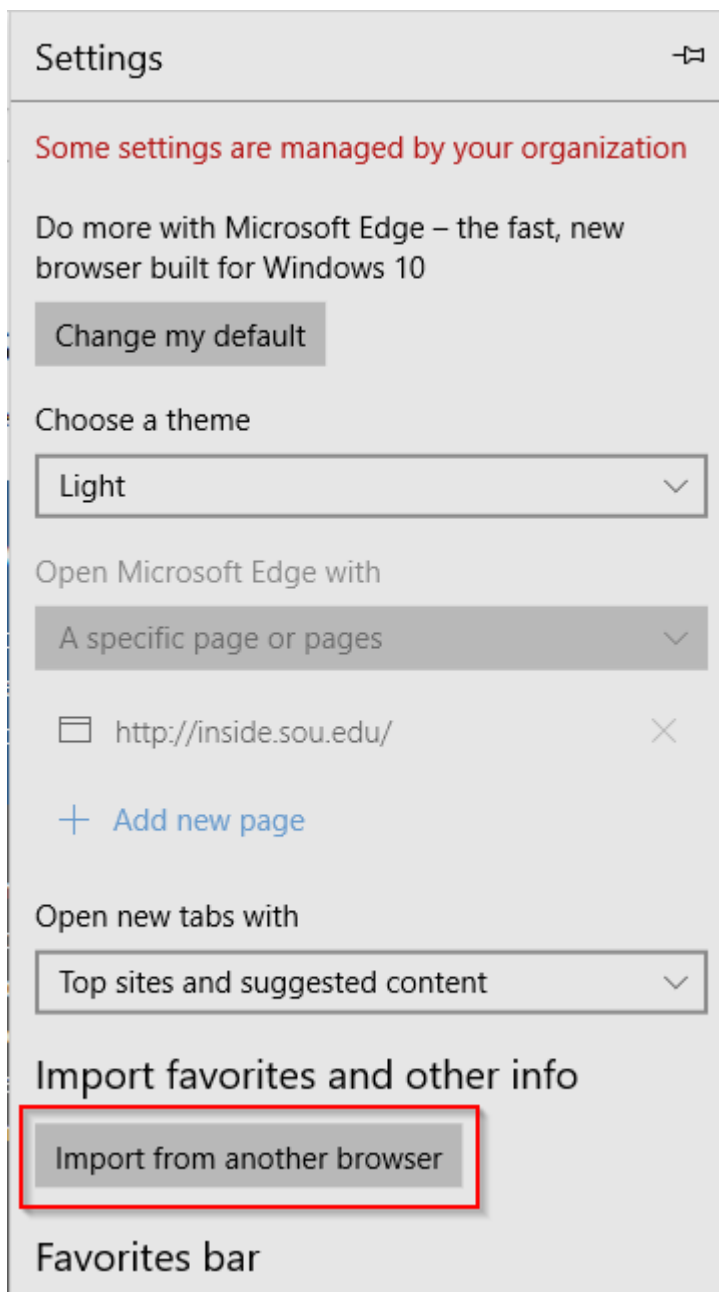 Settings
Some settings are managed by your organization
Do more with Microsoft Edge – the fast, new
browser built for Windows 10
Change my default
Choose a theme
Light
Open Microsoft Edge with
A specific page or pages
http://inside.sou.edu/
Add new page
Open new tabs with
Top sites and suggested content
Import favorites and other info
Import from another browser
Favorites bar